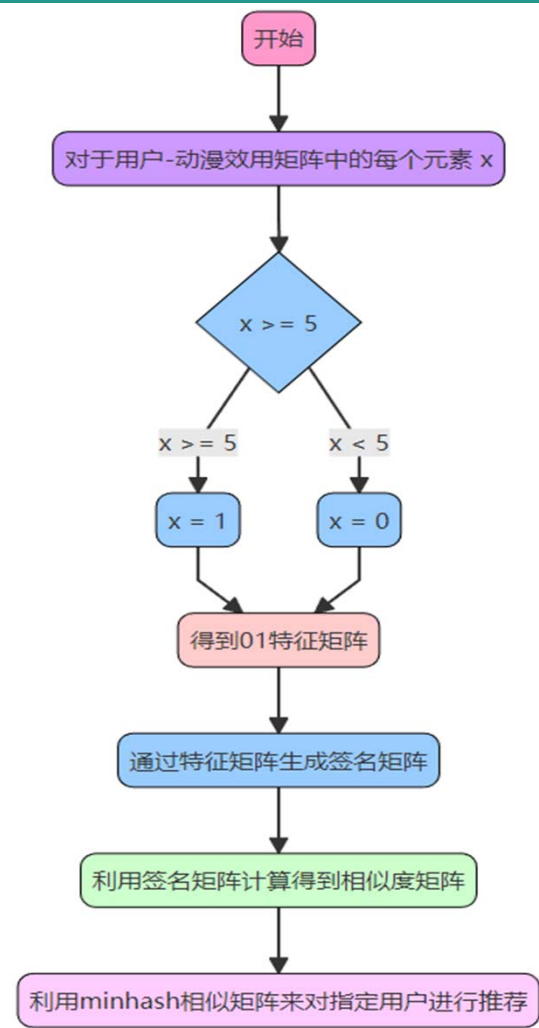 开始
对于用户-动漫效用矩阵中的每个元素 x
x >= 5
x >= 5
x < 5
x = 1
x = 0
得到01特征矩阵
通过特征矩阵生成签名矩阵
利用签名矩阵计算得到相似度矩阵
利用minhash相似矩阵来对指定用户进行推荐